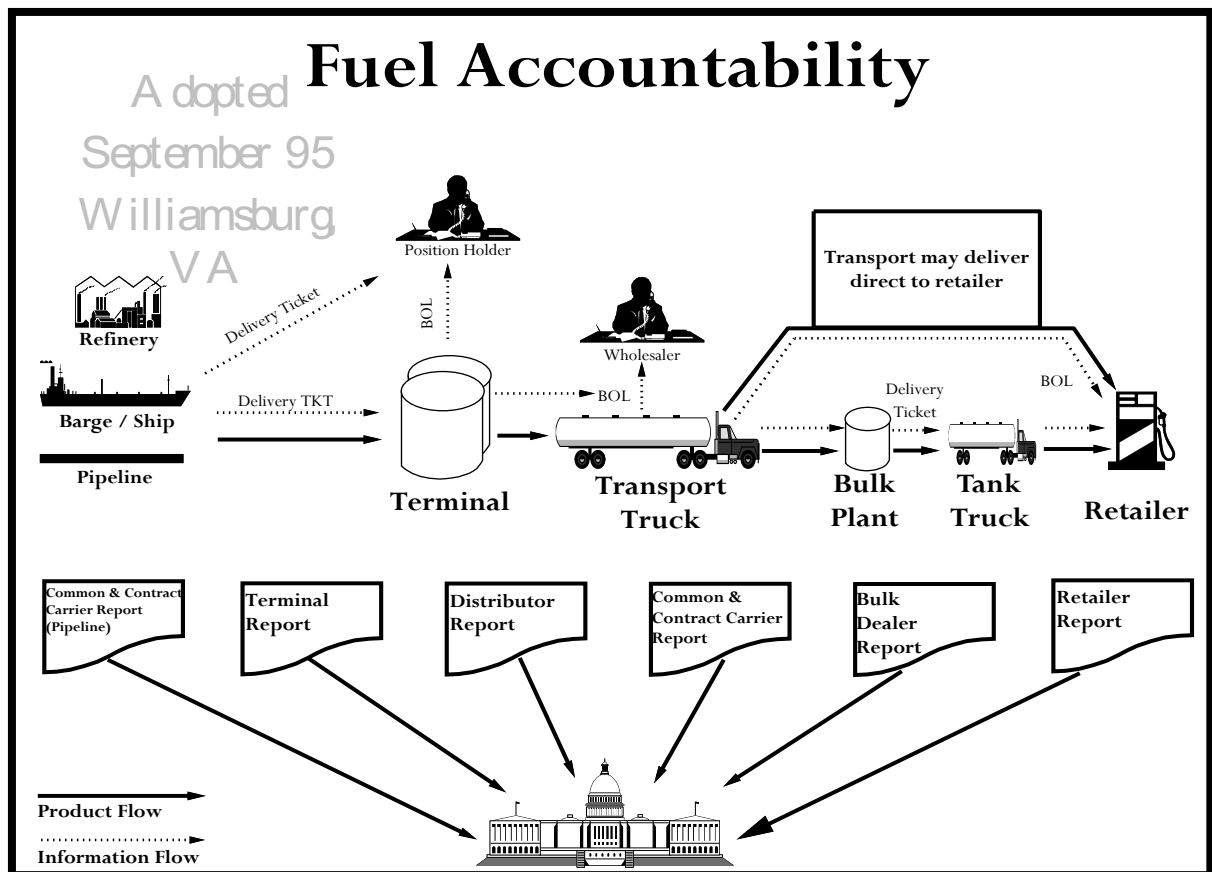 Fuel Accountability
A dopted
September 95
Williamsburg,
VA
Position Holder
Transport may deliver
direct to retailer
Delivery Ticket
BOL
Refinery
Wholesaler
Delivery TKT
BOL
Delivery
Ticket
BOL
Barge / Ship
Pipeline
Terminal
Transport
Truck
Bulk
Plant
Tank
Truck
Retailer
Common & Contract
Carrier Report
(Pipeline)
Terminal
Report
Distributor
Report
Common &
Contract Carrier
Report
Bulk
Dealer
Report
Retailer
Report
Product Flow
Information Flow